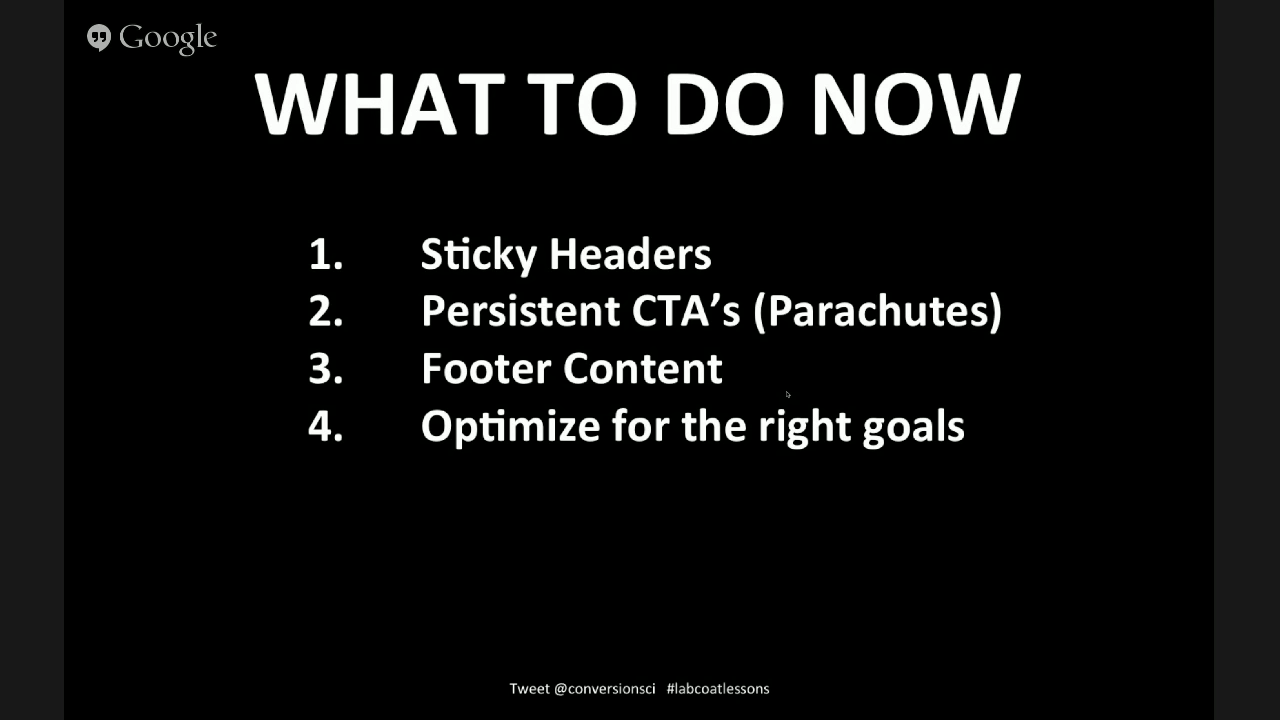 Google
WHAT TO DO NOW
1. Sticky Headers
2. Persistent CTA’s (Parachutes)
3. Footer Content
4. Optimize for the right goals
Tweet @conversionsci #labcoatlessons